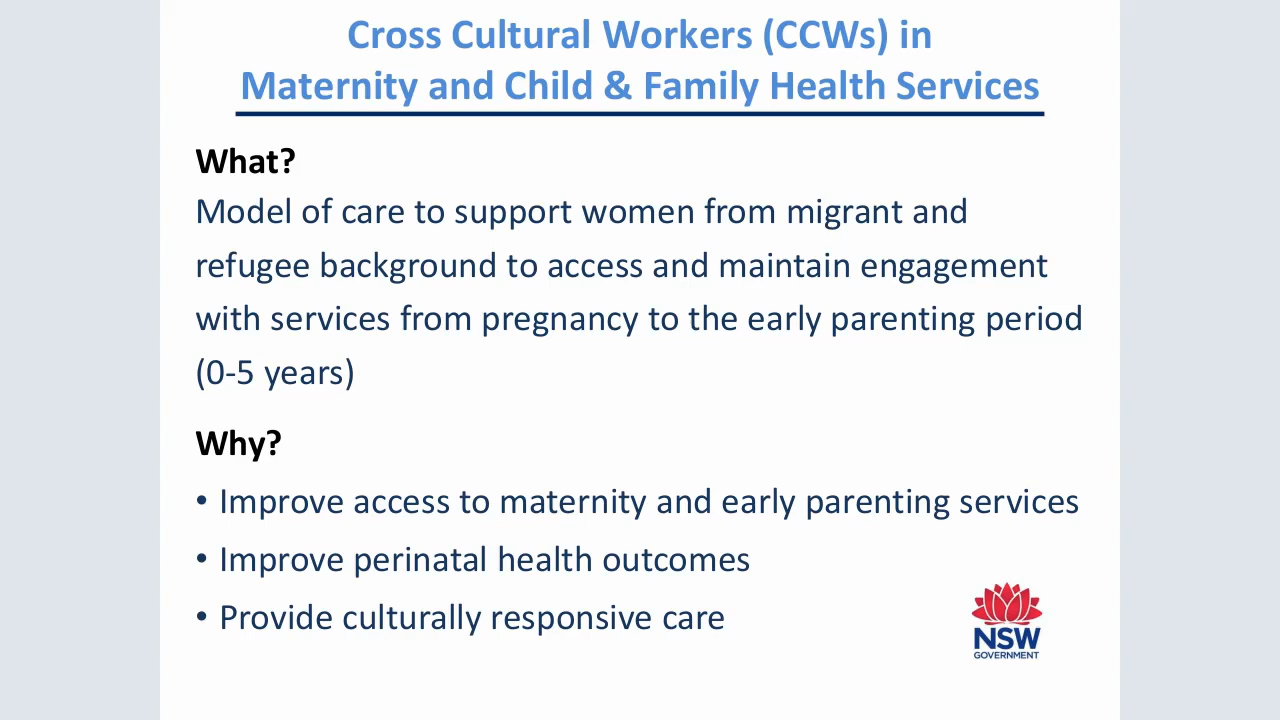 Cross Cultural Workers (CCWs) in
Maternity and Child & Family Health Services
What?
Model of care to support women from migrant and
refugee background to access and maintain engagement
with services from pregnancy to the early parenting period
(0-5 years)
Why?
• Improve access to maternity and early parenting services
• Improve perinatal health outcomes
• Provide culturally responsive care
NSW
GOVERNMENT